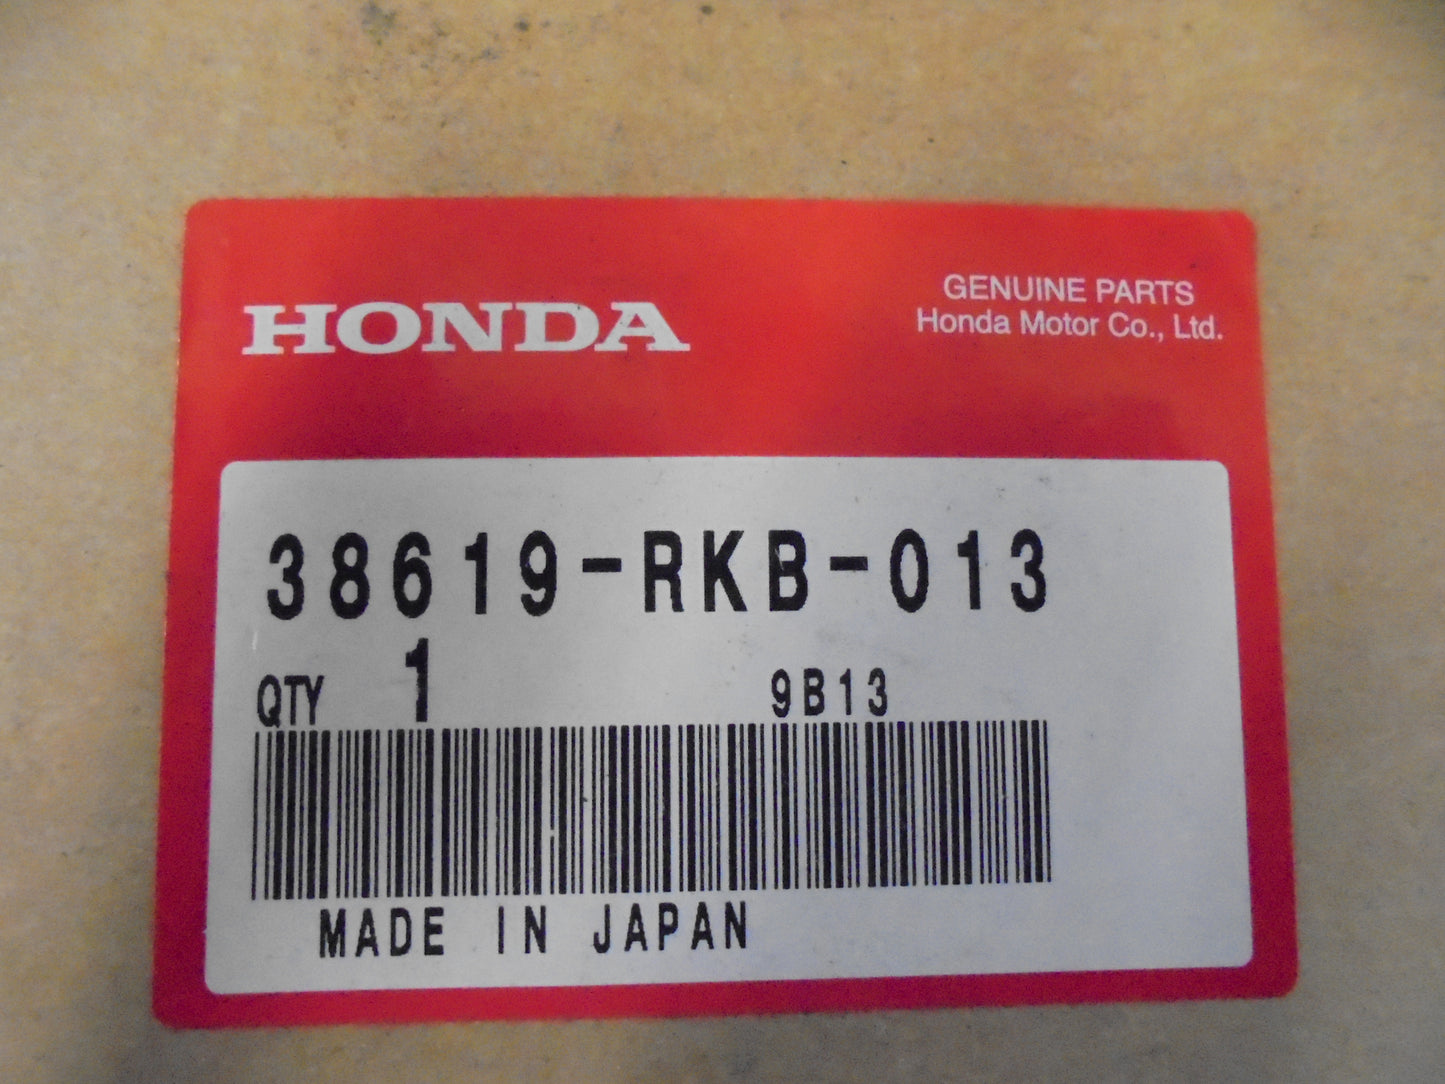 HONDA
GENUINE PARTS
Honda Motor Co., Ltd.
38619-RKB-013
QTY 1 9B13
MADE IN JAPAN